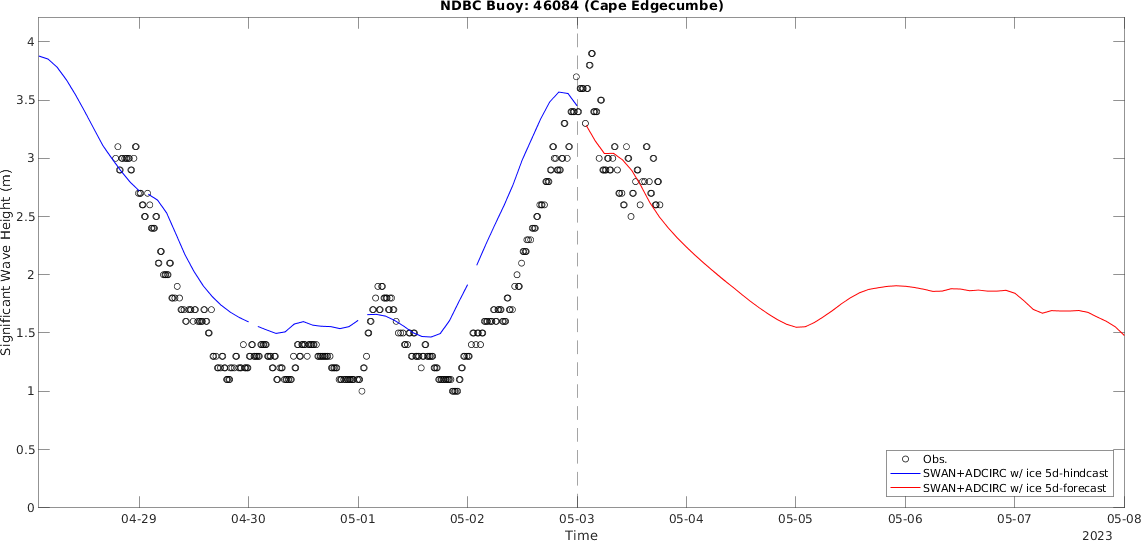 NDBC Buoy: 46084 (Cape Edgecumbe)
4
3.5
3
2.5
2
1.5
1
0.5
0
Significant Wave Height (m)
Obs.
SWAN+ADCIRC w/ ice 5d-hindcast
SWAN+ADCIRC w/ ice 5d-forecast
04-29 04-30 05-01 05-02 05-03 05-04 05-05 05-06 05-07 05-08
Time
2023